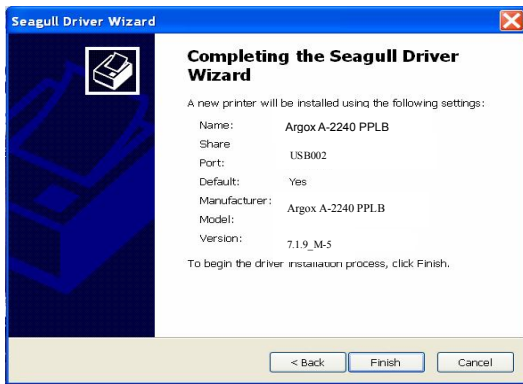 Seagull Driver Wizard
Completing the Seagull Driver
Wizard
A new printer will be installed using the following settings:
Name: Argox A-2240 PPLB
Share
Port: USB002
Default: Yes
Manufacturer: Argox A-2240 PPLB
Model:
Version: 7.1.9_M-5
To begin the driver installation process, click Finish.
< Back Finish Cancel